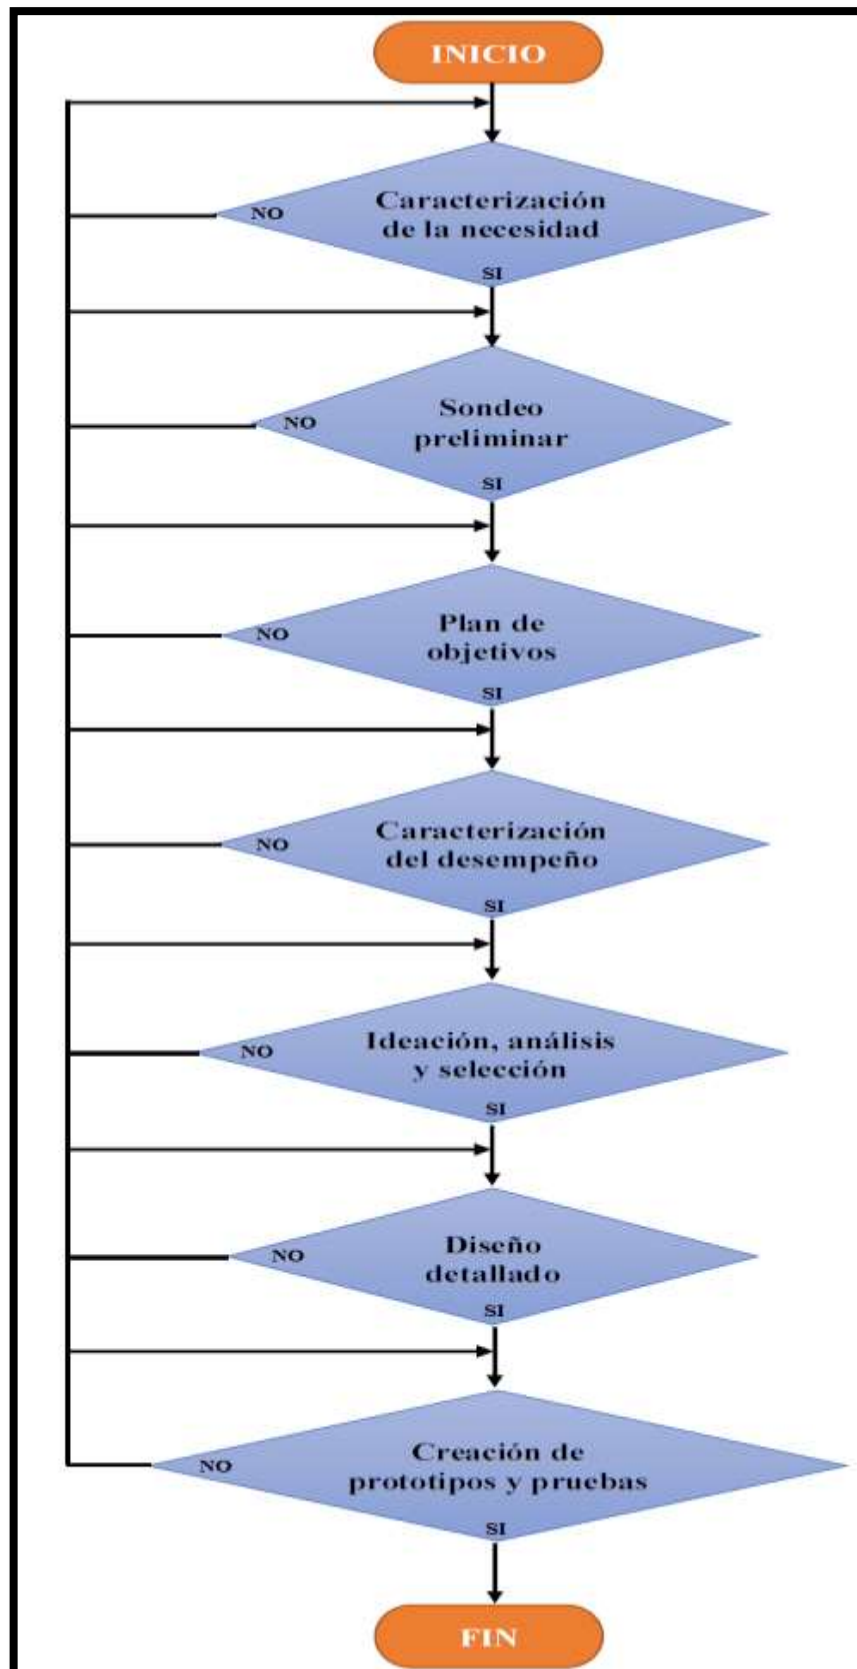 INICIO
Caracterización
de la necesidad
NO
SI
Sondeo
preliminar
NO
SI
Plan de
objetivos
NO
SI
Caracterización
del desempeño
NO
SI
Ideación, análisis
y selección
NO
SI
Diseño
detallado
NO
SI
Creación de
prototipos y pruebas
NO
SI
FIN